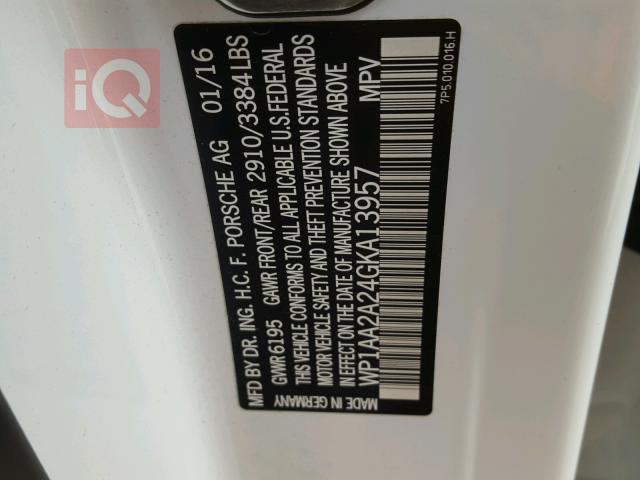 iQ
MFD BY DR. ING. H.C. F. PORSCHE AG 01/16
GVWR 6195 GAWR FRONT/REAR 2910/3384 LBS
THIS VEHICLE CONFORMS TO ALL APPLICABLE U.S. FEDERAL
MOTOR VEHICLE SAFETY AND THEFT PREVENTION STANDARDS
IN EFFECT ON THE DATE OF MANUFACTURE SHOWN ABOVE
WP1AA2A24GKA13957 MPV
MADE IN GERMANY
7P5.010.016.H